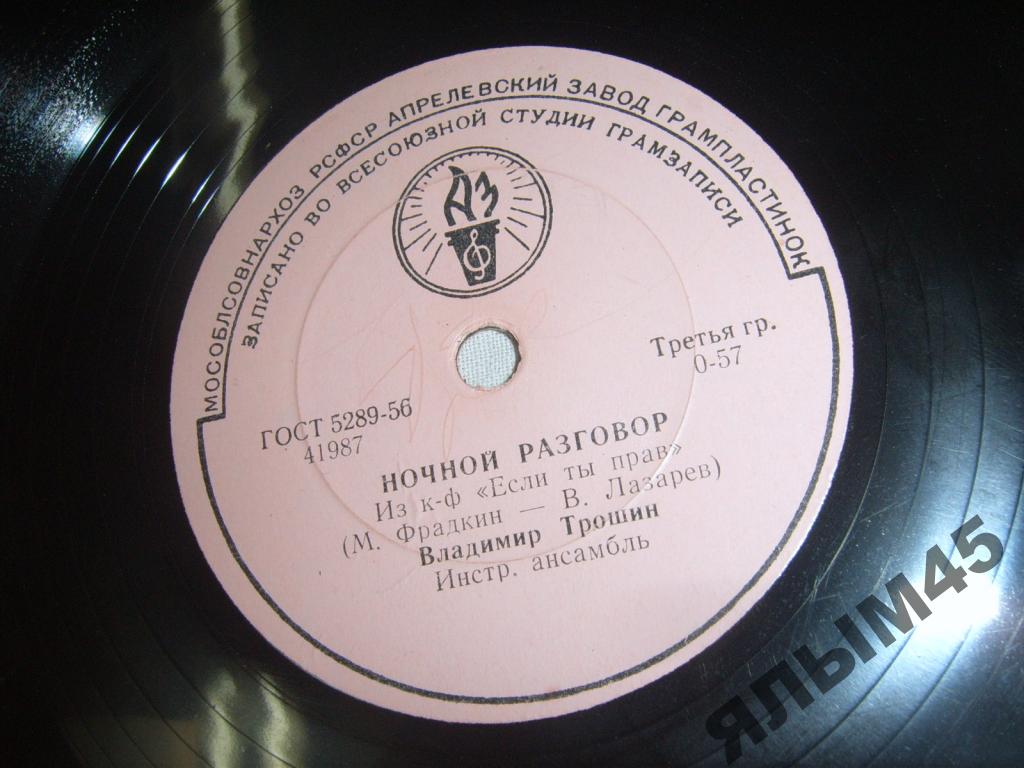 МОСОБЛСОВНАРХОЗ РСФСР АПРЕЛЕВСКИЙ ЗАВОД ГРАМПЛАСТИНОК
ЗАПИСАНО ВО ВСЕСОЮЗНОЙ СТУДИИ ГРАМЗАПИСИ
АЗ
Третья гр.
0-57
ГОСТ 5289-56
41987
НОЧНОЙ РАЗГОВОР
Из к-ф «Если ты прав»
(М. Фрадкин — В. Лазарев)
Владимир Трошин
Инстр. ансамбль
ЯЛЫМ45